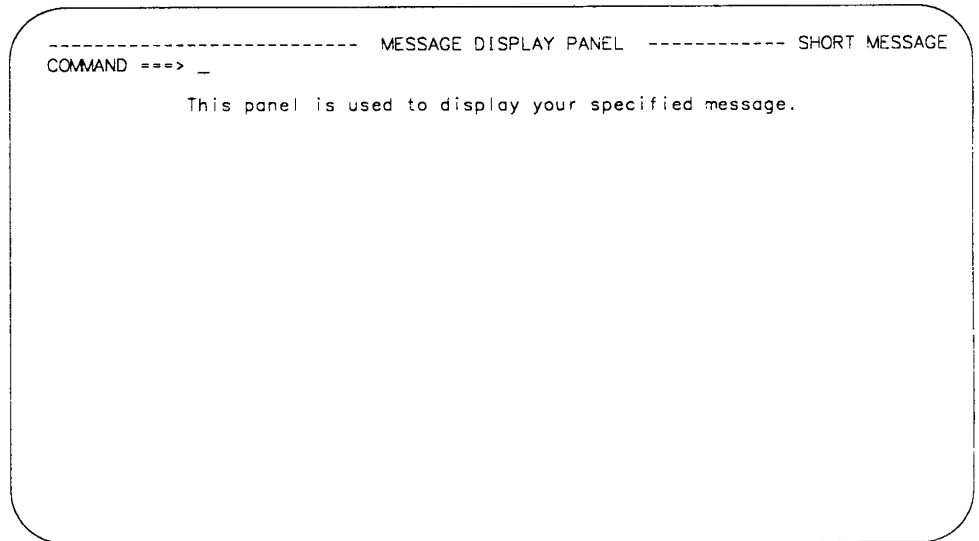 --------------------------- MESSAGE DISPLAY PANEL ------------ SHORT MESSAGE
COMMAND ===> _
This panel is used to display your specified message.